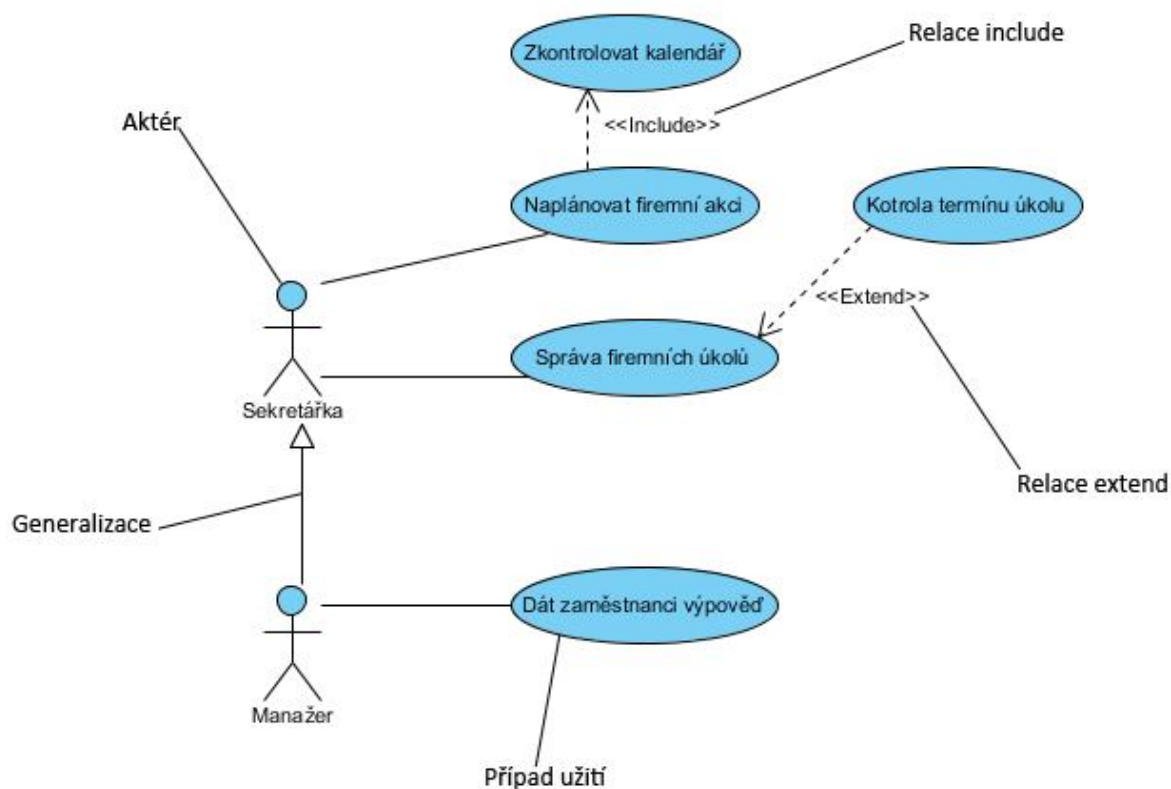 Relace include
Zkontrolovat kalendář
Aktér
<<Include>>
Naplánovat firemní akci
Kotrola termínu úkolu
<<Extend>>
Správa firemních úkolů
Sekretářka
Relace extend
Generalizace
Dát zaměstnanci výpověď
Manažer
Případ užití